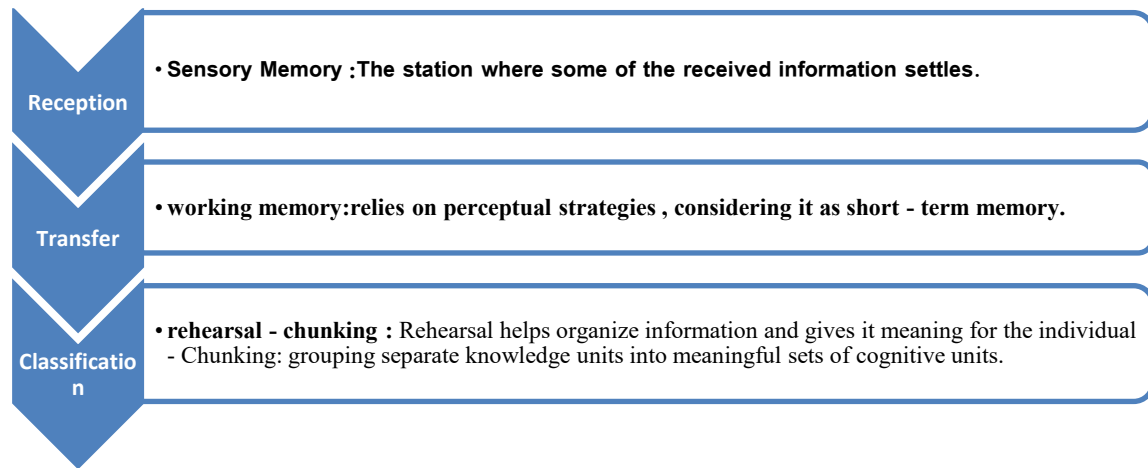 Reception
• Sensory Memory :The station where some of the received information settles.
Transfer
• working memory:relies on perceptual strategies , considering it as short - term memory.
Classificatio
n
• rehearsal - chunking : Rehearsal helps organize information and gives it meaning for the individual
- Chunking: grouping separate knowledge units into meaningful sets of cognitive units.